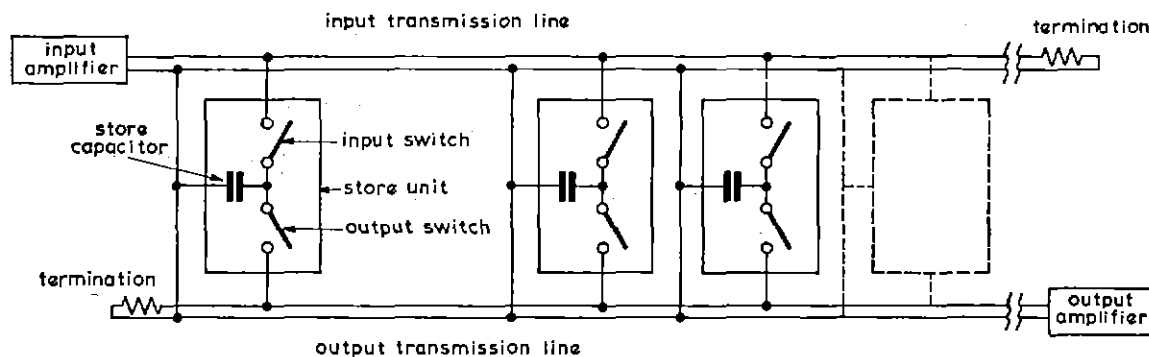 input transmission line
termination
input
amplifier
store
capacitor
input switch
store unit
output switch
termination
output
amplifier
output transmission line